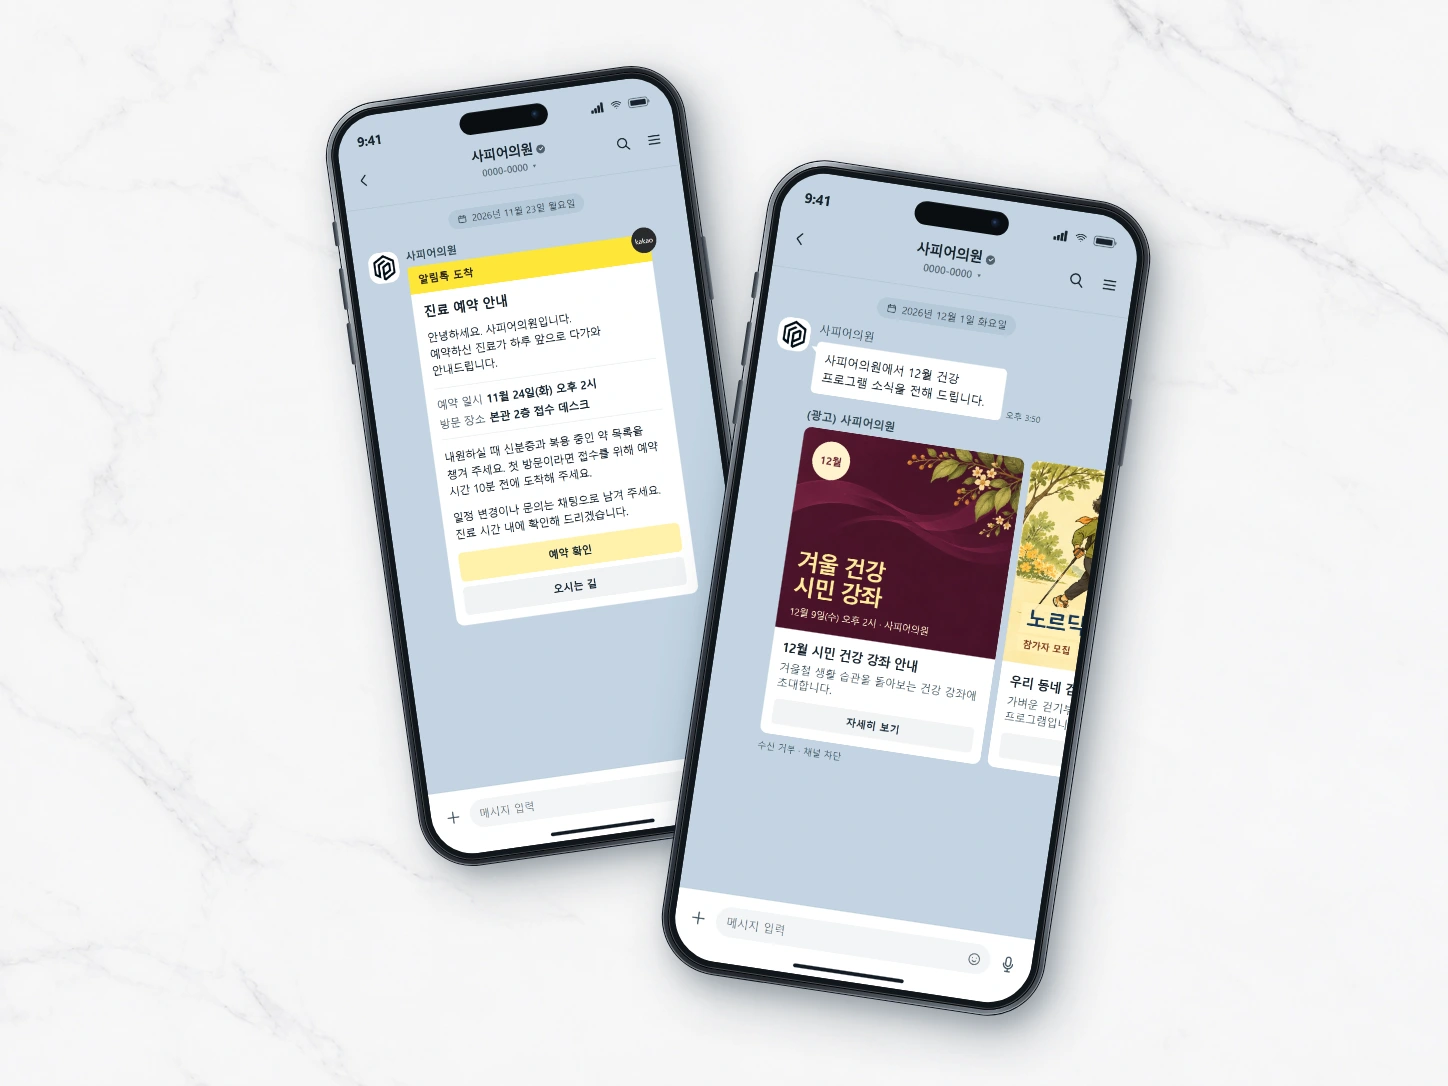 9:41
사피어의원
0000-0000
2026년 11월 23일 월요일
사피어의원
kakao
알림톡 도착
진료 예약 안내
안녕하세요. 사피어의원입니다.
예약하신 진료가 하루 앞으로 다가와
안내드립니다.
예약 일시 11월 24일(화) 오후 2시
방문 장소 본관 2층 접수 데스크
내원하실 때 신분증과 복용 중인 약 목록을
챙겨 주세요. 첫 방문이라면 접수를 위해 예약
시간 10분 전에 도착해 주세요.
일정 변경이나 문의는 채팅으로 남겨 주세요.
진료 시간 내에 확인해 드리겠습니다.
예약 확인
오시는 길
메시지 입력
9:41
사피어의원
0000-0000
2026년 12월 1일 화요일
사피어의원
사피어의원에서 12월 건강
프로그램 소식을 전해 드립니다.
오후 3:50
(광고) 사피어의원
12월
겨울 건강
시민 강좌
12월 9일(수) 오후 2시 · 사피어의원
12월 시민 건강 강좌 안내
겨울철 생활 습관을 돌아보는 건강 강좌에
초대합니다.
자세히 보기
노르딕
참가자 모집
우리 동네
가벼운
프로그램입니
수신 거부 · 채널 차단
메시지 입력